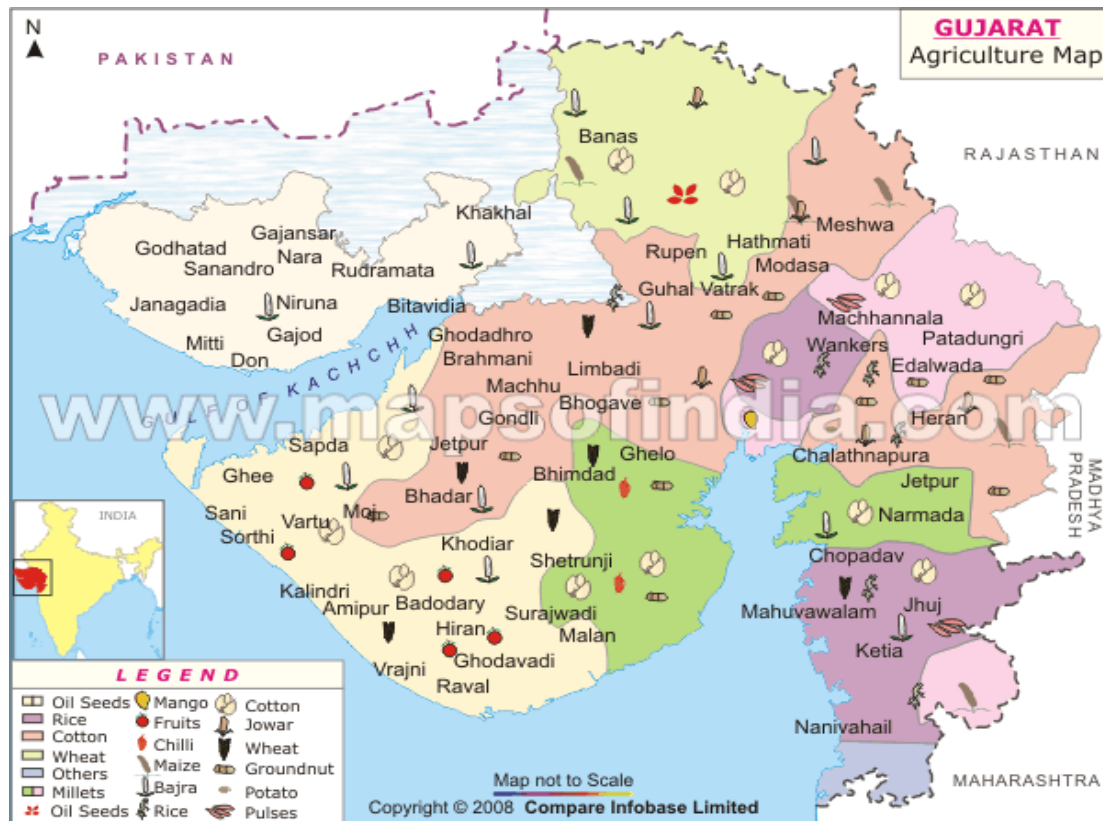 N
GUJARAT
Agriculture Map
PAKISTAN
RAJASTHAN
Banas
Khakhal
Gajansar
Godhatad
Nara
Sanandro
Rudramata
Meshwa
Hathmati
Rupen
Modasa
Janagadia
Niruna
Bitavidia
Guhal Vatrak
Machhannala
Patadungri
Mitti
Gajod
Don
Ghodadhro
Brahmani
Limbadi
Wankers
Edalwada
GULF OF KACHCHH
Machhu
Bhogave
Gondli
Heran
www.mapsofindia.com
Sapda
Jetpur
Ghelo
Chalathnapura
Ghee
Bhimdad
Jetpur
MADHYA
PRADESH
Bhadar
Sani
Vartu
Moj
Narmada
Sorthi
INDIA
Khodiar
Shetrunji
Chopadav
Kalindri
Badodary
Amipur
Surajwadi
Mahuvawalam
Jhuj
Hiran
Malan
Ketia
Vrajni
Ghodavadi
Raval
Nanivahail
LEGEND
Oil Seeds Mango Cotton
Rice Fruits Jowar
Cotton Chilli Wheat
Wheat Maize Groundnut
Others Bajra Potato
Millets Rice Pulses
Oil Seeds
Map not to Scale
MAHARASHTRA
Copyright © 2008 Compare Infobase Limited